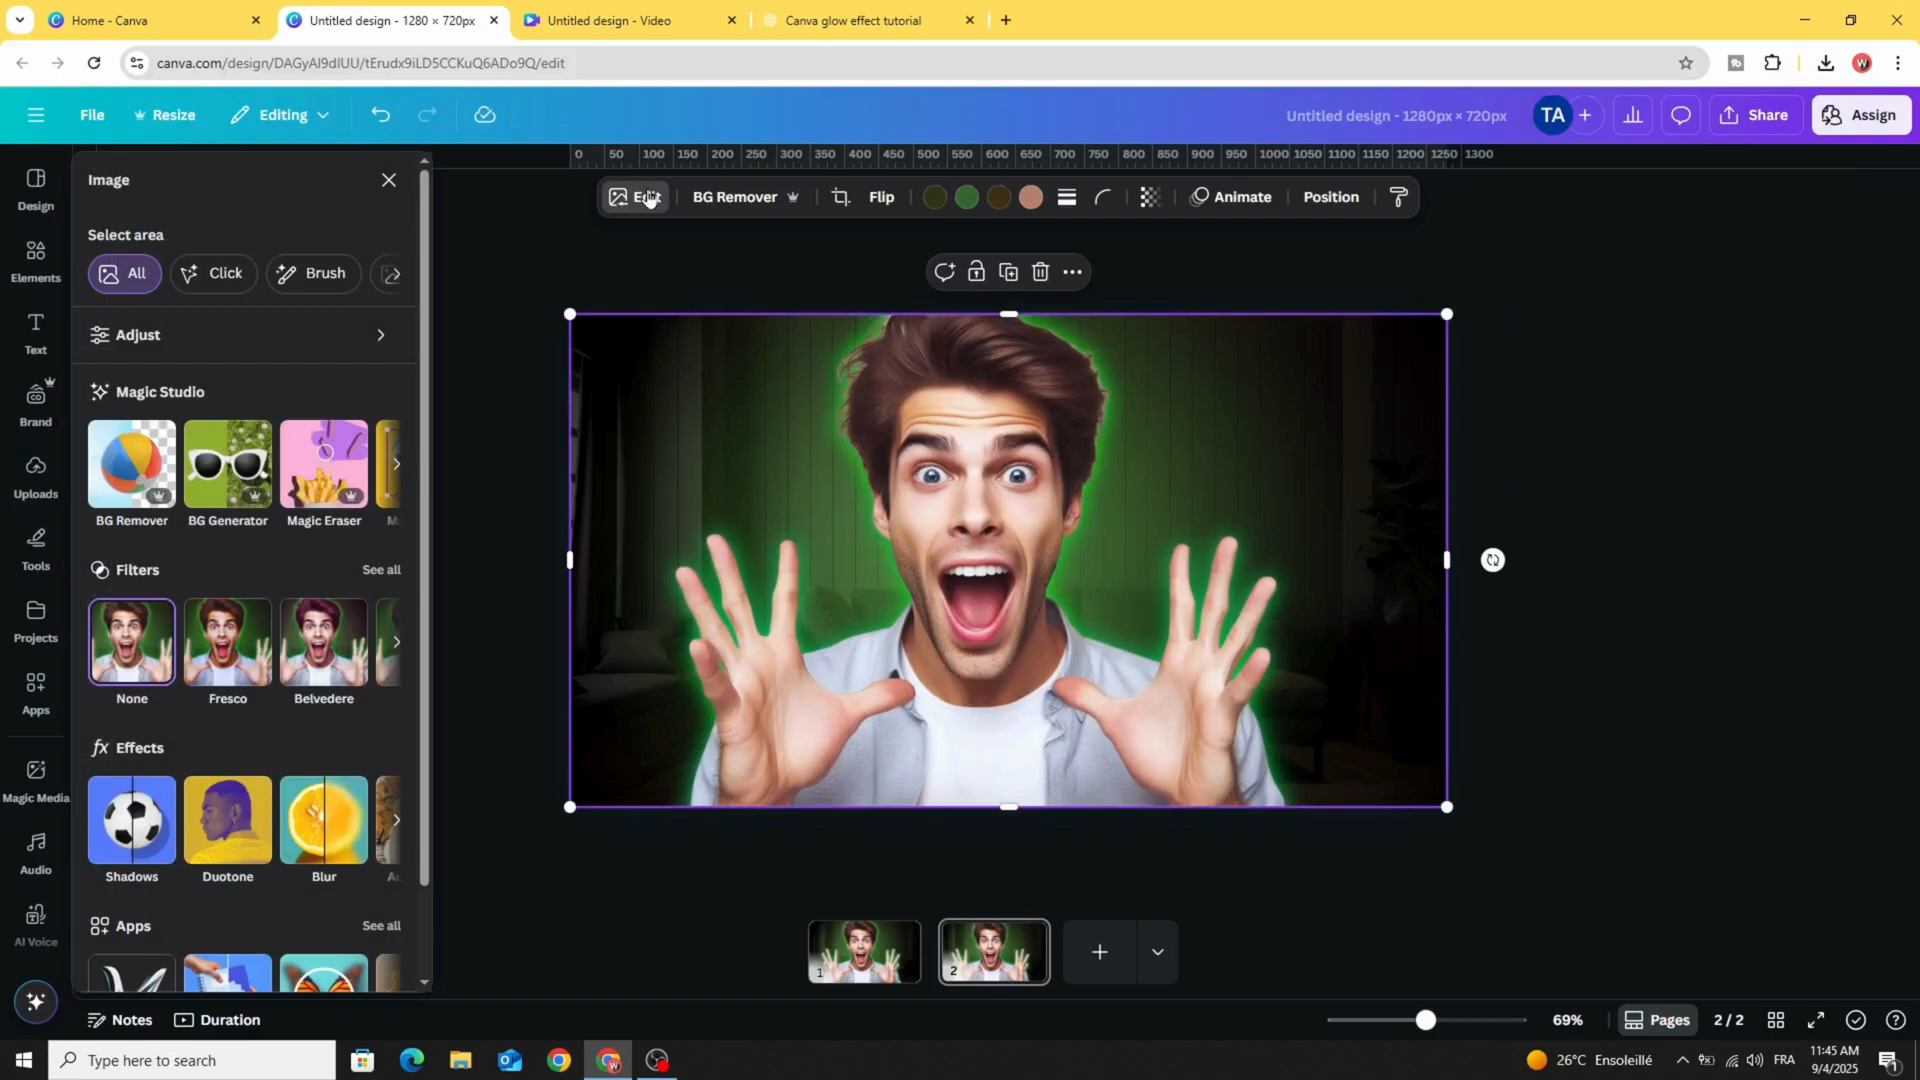 Home - Canva
Untitled design - 1280 × 720px
Untitled design - Video
Canva glow effect tutorial
canva.com/design/DAGyAI9dIUU/tErudx9iLD5CCKuQ6ADo9Q/edit
W
File
Resize
Editing
Untitled design - 1280px × 720px
TA
Share
Assign
0 50 100 150 200 250 300 350 400 450 500 550 600 650 700 750 800 850 900 950 1000 1050 1100 1150 1200 1250 1300
Design
Elements
Text
Brand
Uploads
Tools
Projects
Apps
Magic Media
Audio
AI Voice
Image
Select area
All
Click
Brush
Adjust
Magic Studio
BG Remover
BG Generator
Magic Eraser
Filters
See all
None
Fresco
Belvedere
fx Effects
Shadows
Duotone
Blur
Apps
See all
Edit
BG Remover
Flip
Animate
Position
1
2
Notes
Duration
69%
Pages
2 / 2
Type here to search
26°C Ensoleillé
FRA
11:45 AM
9/4/2025
1